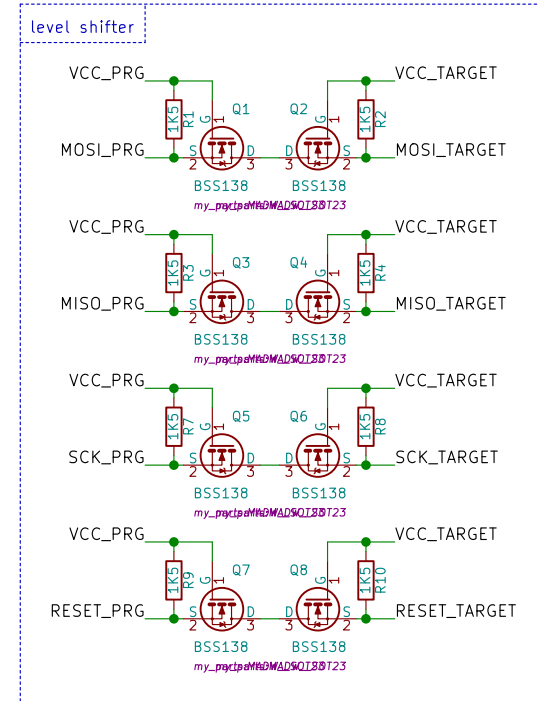 level shifter
VCC_PRG VCC_TARGET
Q1 Q2
1K5 R1 G 1 G 1 1K5 R2
MOSI_PRG S D D S MOSI_TARGET
2 3 3 2
BSS138 BSS138
VCC_PRG VCC_TARGET
Q3 Q4
1K5 R3 G 1 G 1 1K5 R4
MISO_PRG S D D S MISO_TARGET
2 3 3 2
BSS138 BSS138
VCC_PRG VCC_TARGET
Q5 Q6
1K5 R7 G 1 G 1 1K5 R8
SCK_PRG S D D S SCK_TARGET
2 3 3 2
BSS138 BSS138
VCC_PRG VCC_TARGET
Q7 Q8
1K5 R9 G 1 G 1 1K5 R10
RESET_PRG S D D S RESET_TARGET
2 3 3 2
BSS138 BSS138